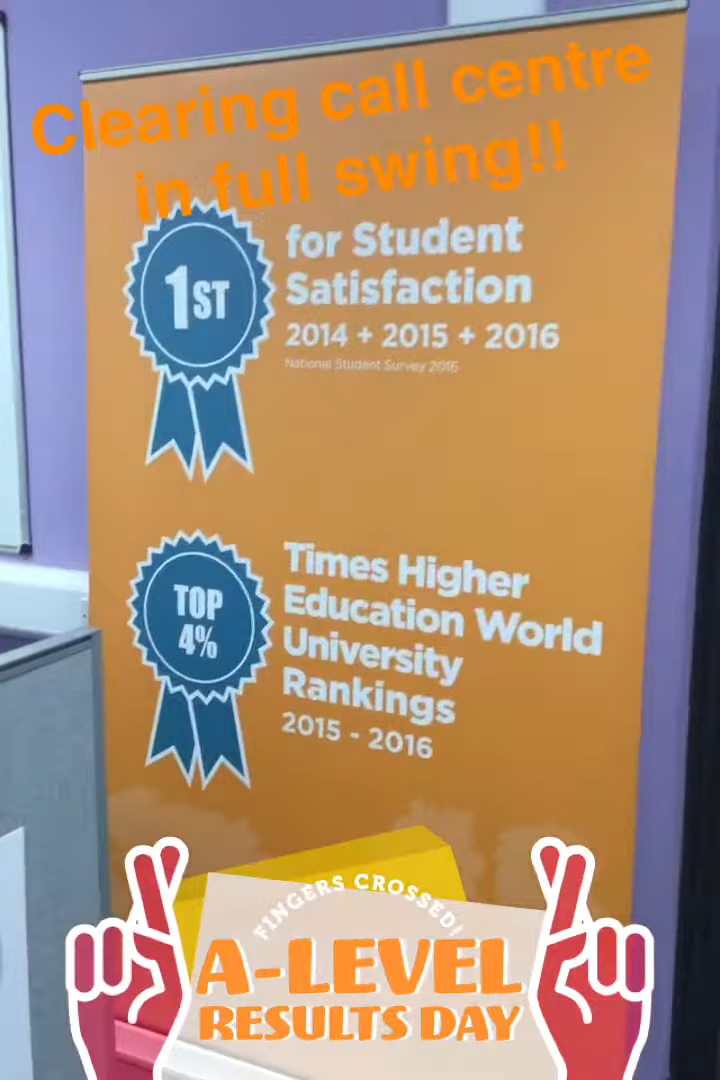 Clearing call centre
in full swing!!
1ST
for Student
Satisfaction
2014 + 2015 + 2016
National Student Survey 2016
TOP
4%
Times Higher
Education World
University
Rankings
2015 - 2016
FINGERS CROSSED!
A-LEVEL
RESULTS DAY